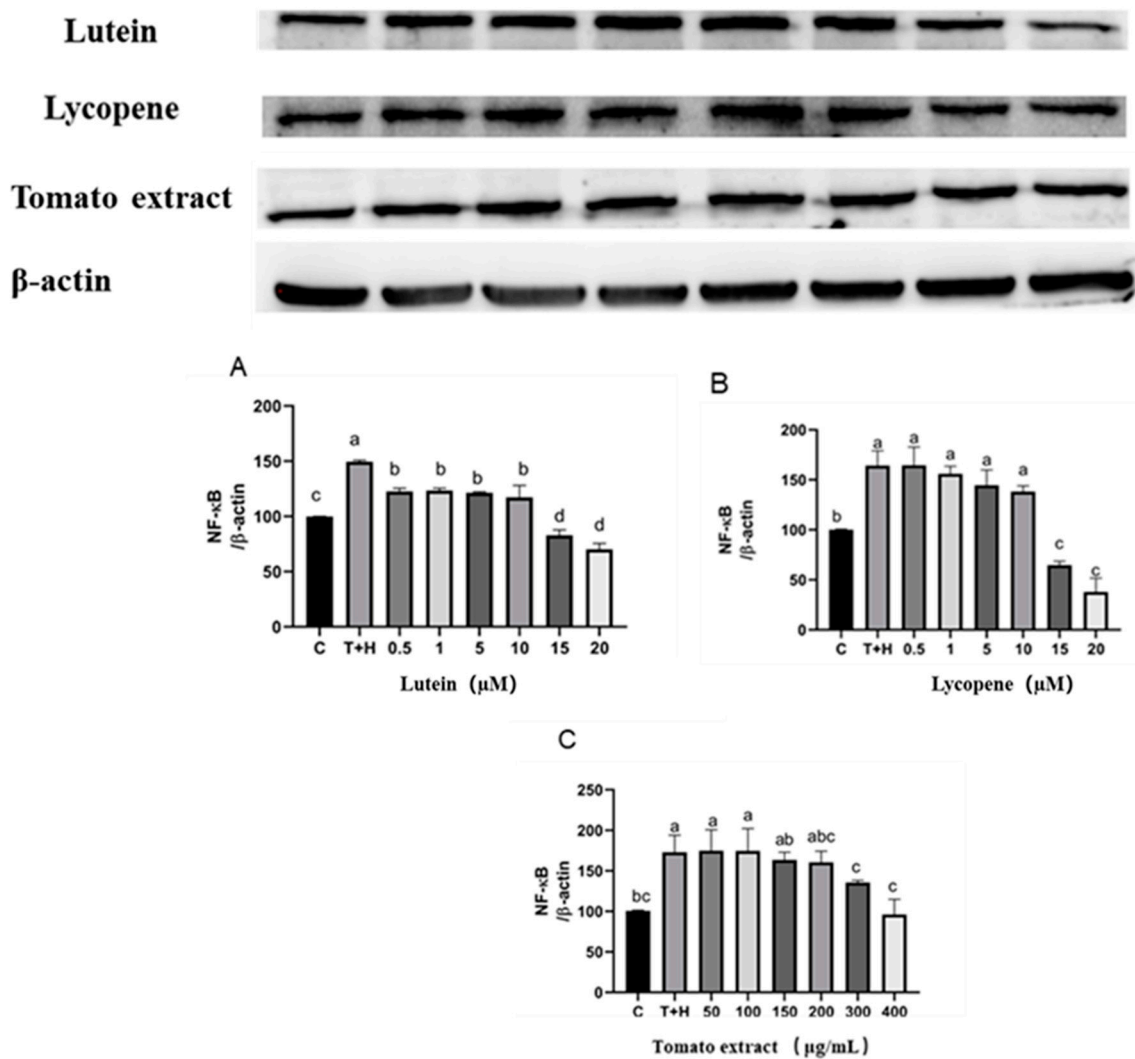 Lutein
Lycopene
Tomato extract
β-actin
A
200
150
100
50
0
NF-κB
/β-actin
c
a
b
b
b
b
d
d
C T+H 0.5 1 5 10 15 20
Lutein (μM)
B
200
150
100
50
0
NF-κB
/β-actin
b
a
a
a
a
a
c
c
C T+H 0.5 1 5 10 15 20
Lycopene (μM)
C
250
200
150
100
50
0
NF-κB
/β-actin
bc
a
a
a
ab
abc
c
c
C T+H 50 100 150 200 300 400
Tomato extract (μg/mL)